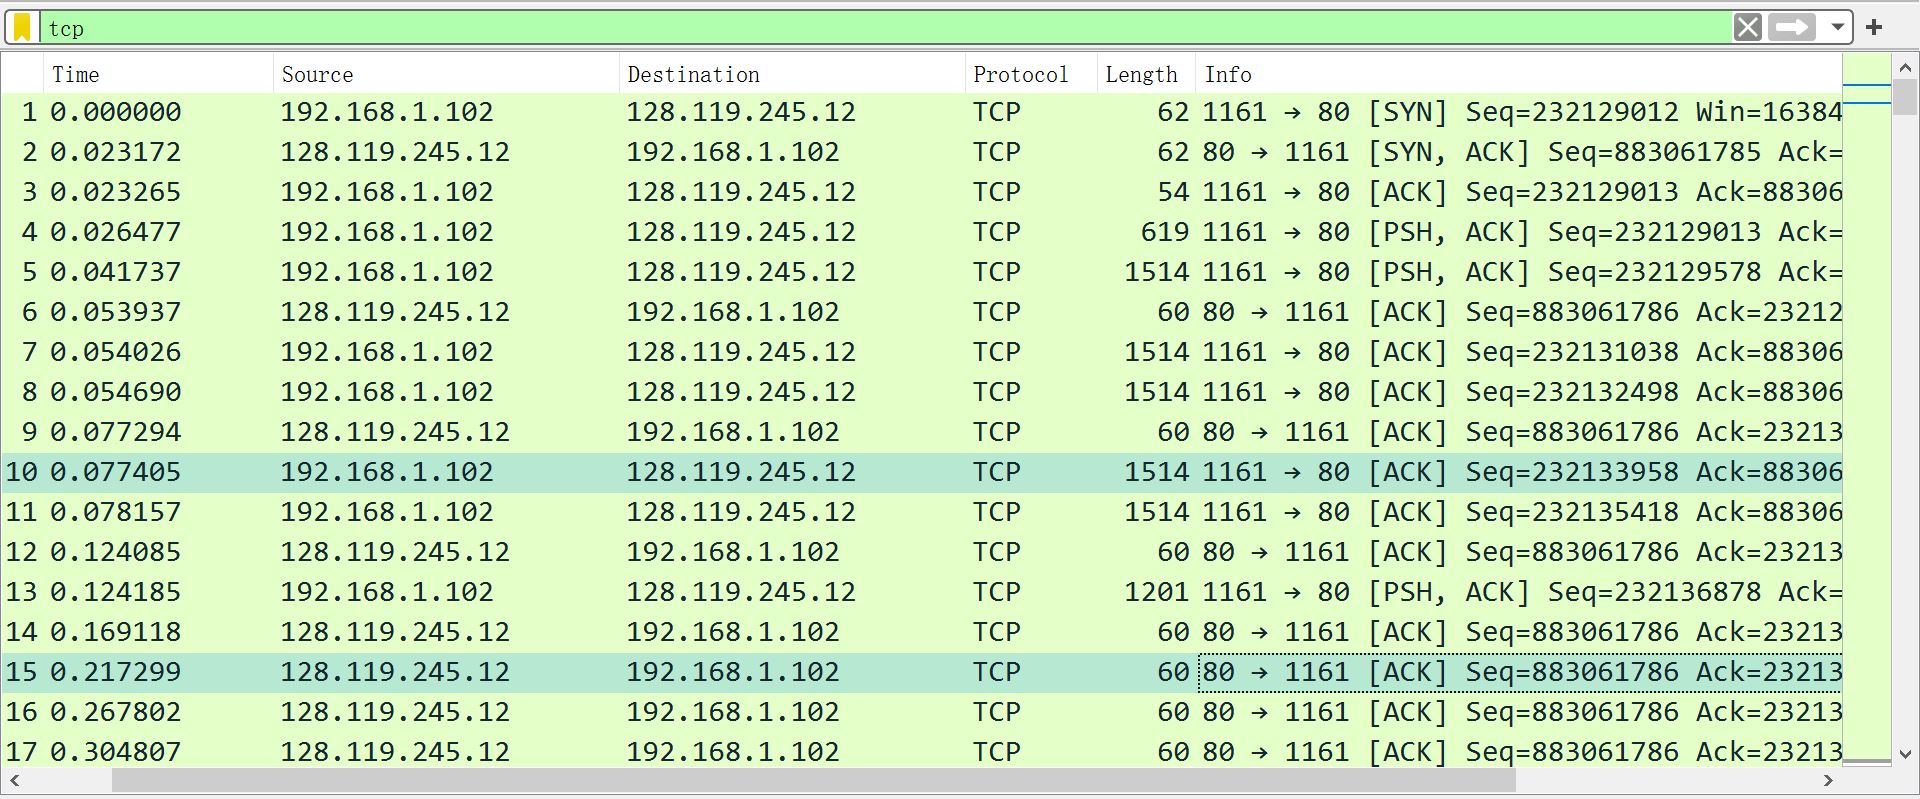 tcp
Time Source Destination Protocol Length Info
1 0.000000 192.168.1.102 128.119.245.12 TCP 62 1161 → 80 [SYN] Seq=232129012 Win=16384
2 0.023172 128.119.245.12 192.168.1.102 TCP 62 80 → 1161 [SYN, ACK] Seq=883061785 Ack=
3 0.023265 192.168.1.102 128.119.245.12 TCP 54 1161 → 80 [ACK] Seq=232129013 Ack=88306
4 0.026477 192.168.1.102 128.119.245.12 TCP 619 1161 → 80 [PSH, ACK] Seq=232129013 Ack=
5 0.041737 192.168.1.102 128.119.245.12 TCP 1514 1161 → 80 [PSH, ACK] Seq=232129578 Ack=
6 0.053937 128.119.245.12 192.168.1.102 TCP 60 80 → 1161 [ACK] Seq=883061786 Ack=23212
7 0.054026 192.168.1.102 128.119.245.12 TCP 1514 1161 → 80 [ACK] Seq=232131038 Ack=88306
8 0.054690 192.168.1.102 128.119.245.12 TCP 1514 1161 → 80 [ACK] Seq=232132498 Ack=88306
9 0.077294 128.119.245.12 192.168.1.102 TCP 60 80 → 1161 [ACK] Seq=883061786 Ack=23213
10 0.077405 192.168.1.102 128.119.245.12 TCP 1514 1161 → 80 [ACK] Seq=232133958 Ack=88306
11 0.078157 192.168.1.102 128.119.245.12 TCP 1514 1161 → 80 [ACK] Seq=232135418 Ack=88306
12 0.124085 128.119.245.12 192.168.1.102 TCP 60 80 → 1161 [ACK] Seq=883061786 Ack=23213
13 0.124185 192.168.1.102 128.119.245.12 TCP 1201 1161 → 80 [PSH, ACK] Seq=232136878 Ack=
14 0.169118 128.119.245.12 192.168.1.102 TCP 60 80 → 1161 [ACK] Seq=883061786 Ack=23213
15 0.217299 128.119.245.12 192.168.1.102 TCP 60 80 → 1161 [ACK] Seq=883061786 Ack=23213
16 0.267802 128.119.245.12 192.168.1.102 TCP 60 80 → 1161 [ACK] Seq=883061786 Ack=23213
17 0.304807 128.119.245.12 192.168.1.102 TCP 60 80 → 1161 [ACK] Seq=883061786 Ack=23213